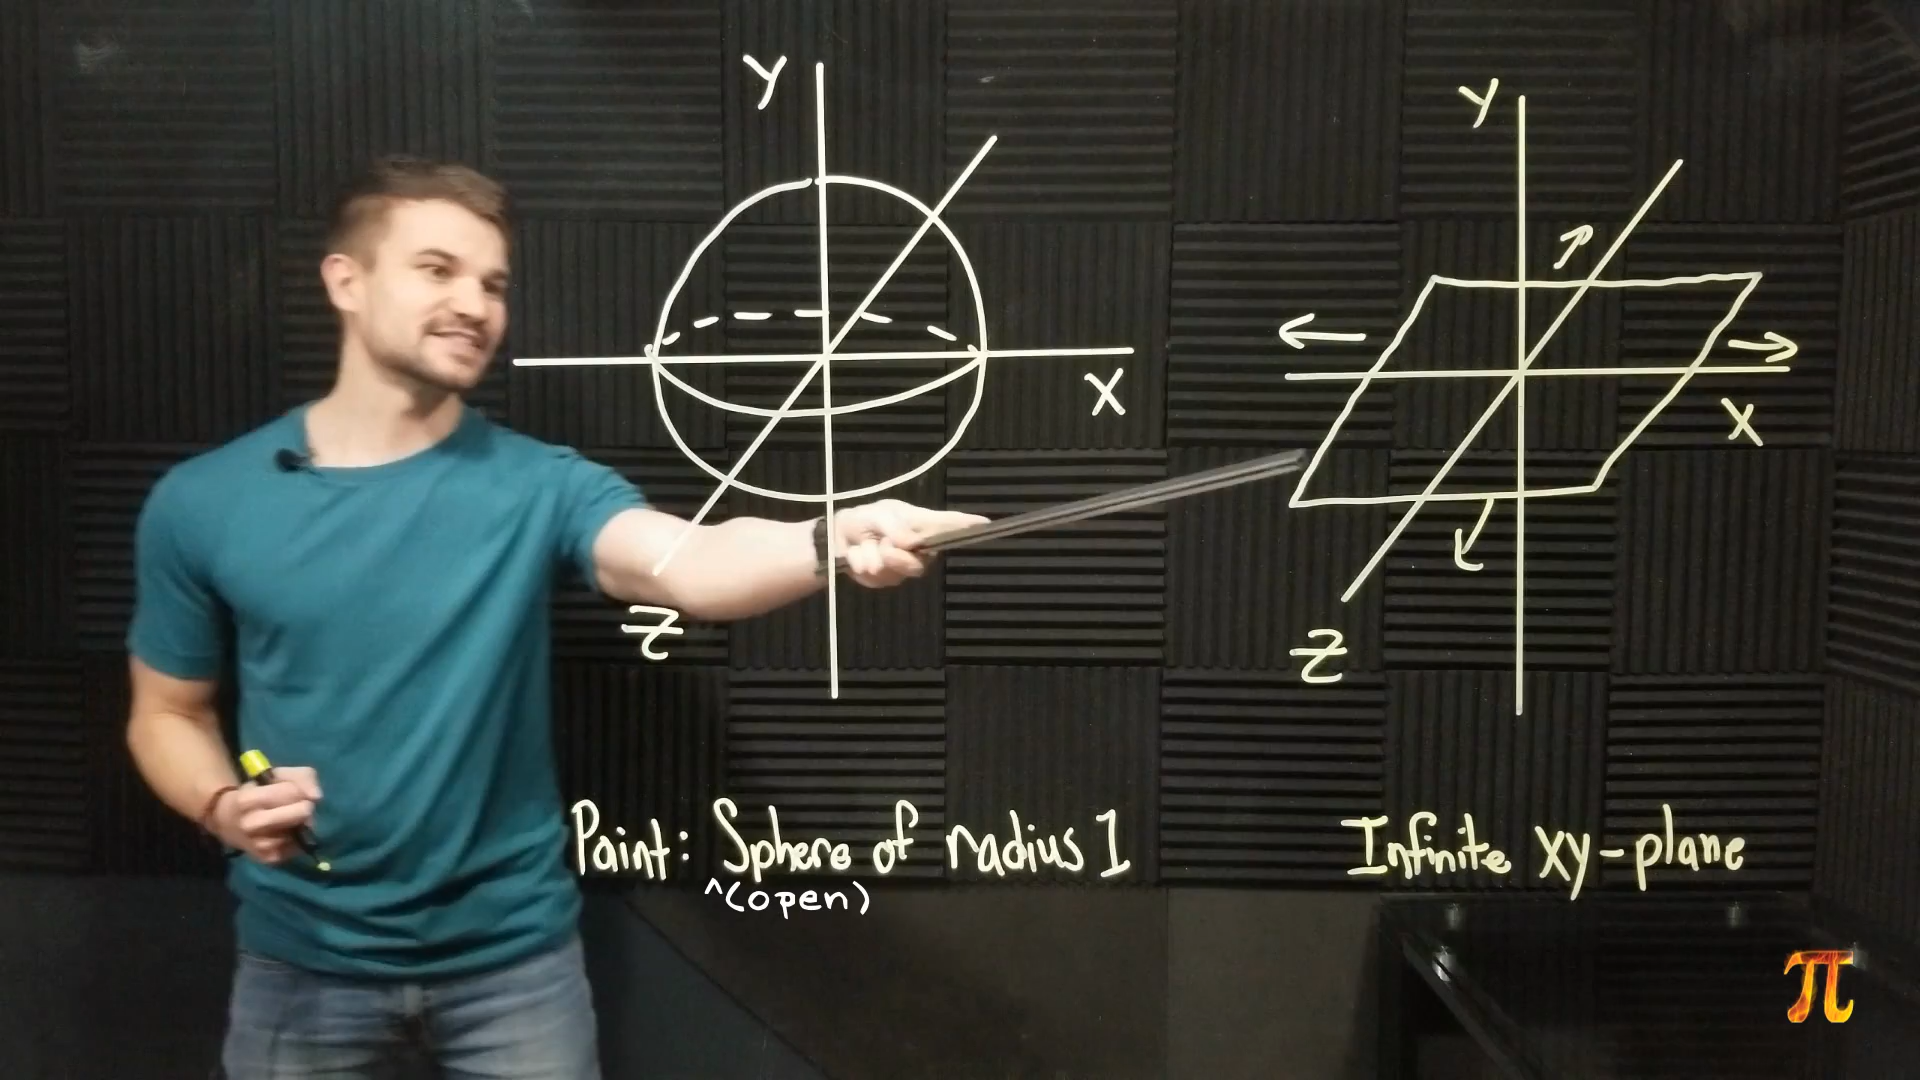 Y
X
Z
Y
X
Z
Paint: Sphere of radius 1
^(open)
Infinite xy-plane
π